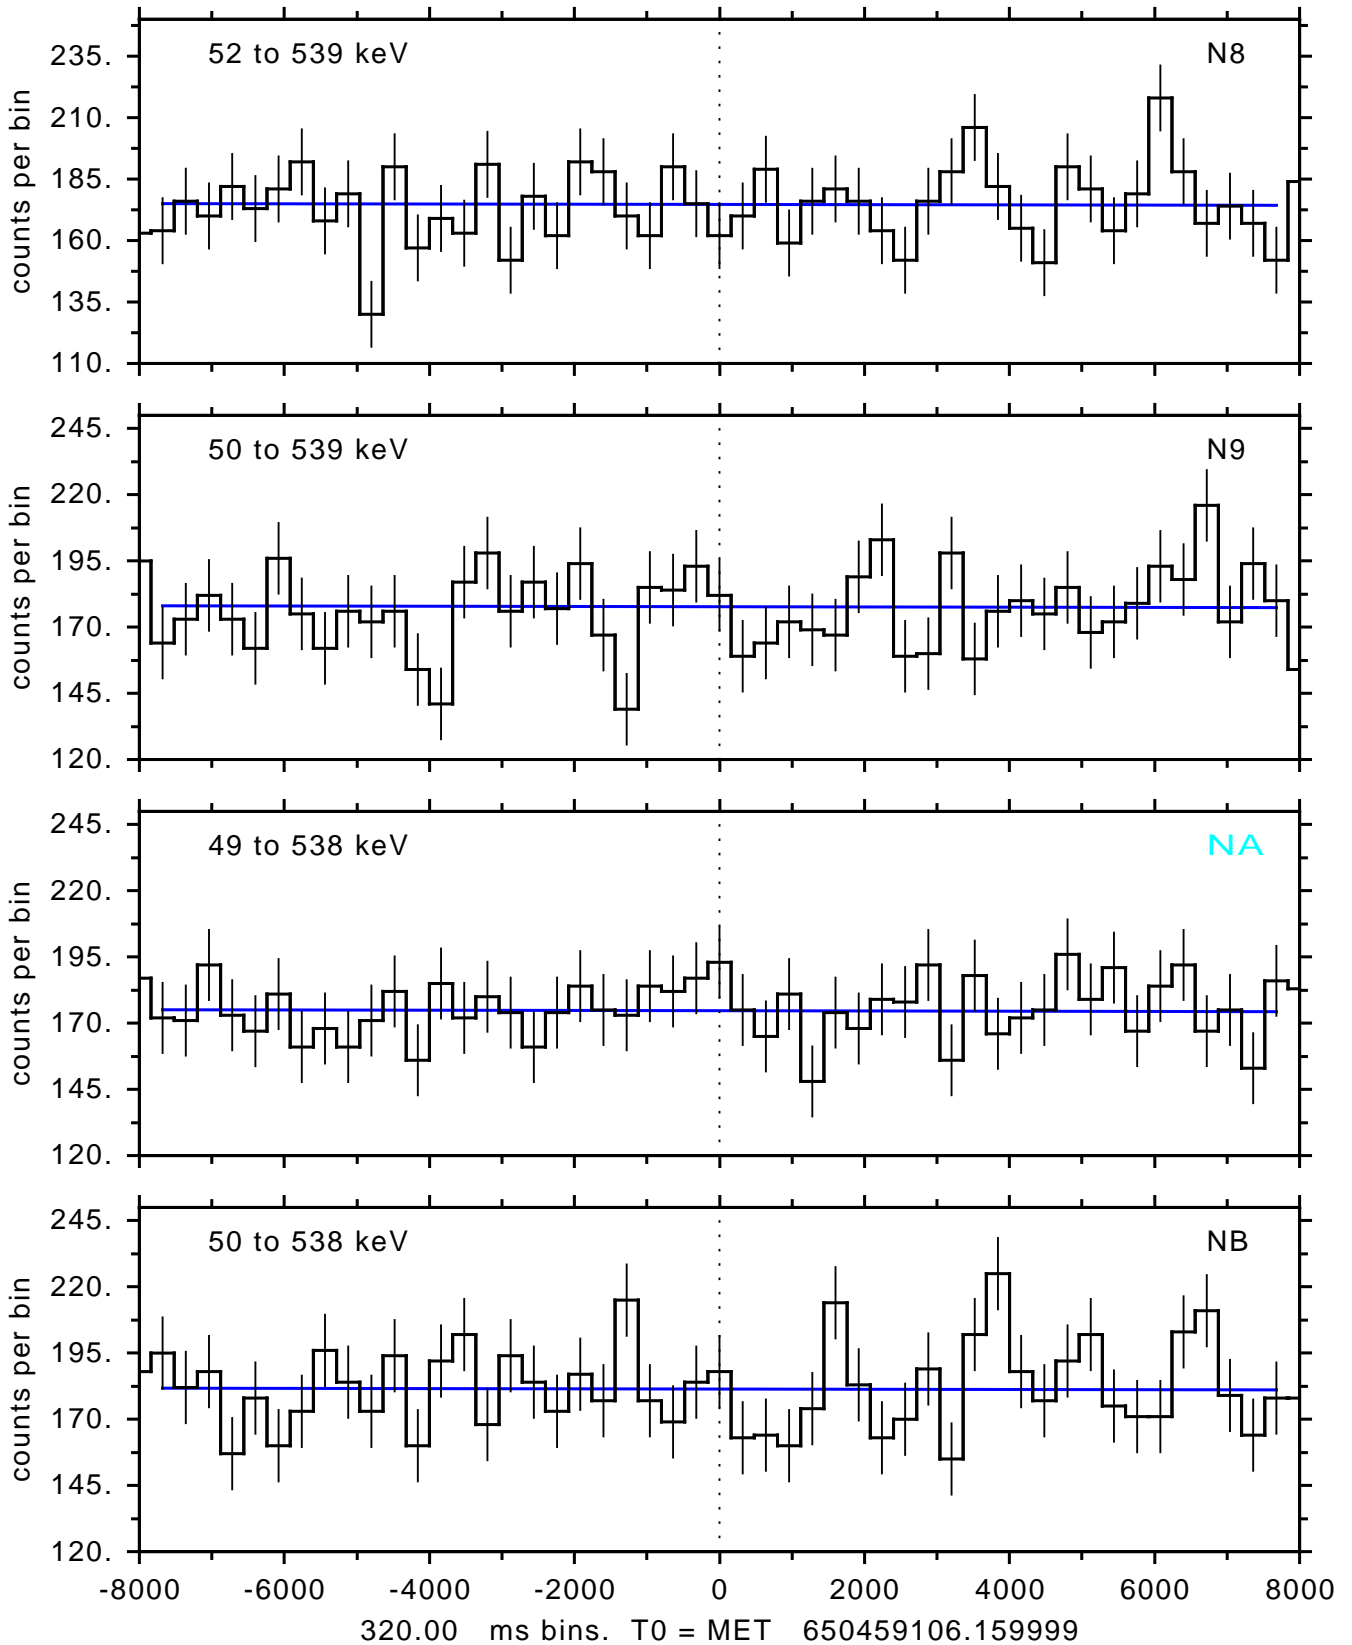 52 to 539 keV N8
counts per bin
235.
210.
185.
160.
135.
110.
50 to 539 keV N9
counts per bin
245.
220.
195.
170.
145.
120.
49 to 538 keV NA
counts per bin
245.
220.
195.
170.
145.
120.
50 to 538 keV NB
counts per bin
245.
220.
195.
170.
145.
120.
-8000 -6000 -4000 -2000 0 2000 4000 6000 8000
320.00 ms bins. T0 = MET 650459106.159999